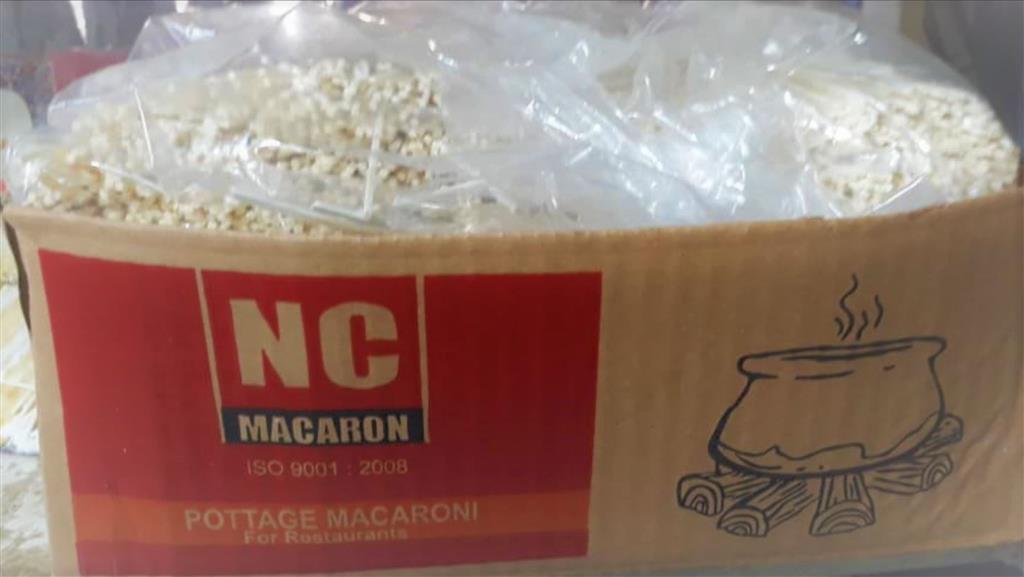 NC
MACARON
ISO 9001 : 2008
POTTAGE MACARONI
For Restaurants